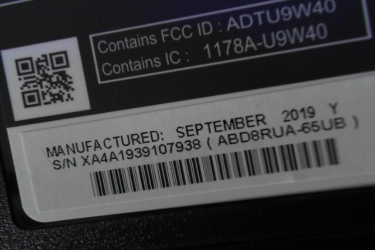 Contains FCC ID : ADTU9W40
Contains IC : 1178A-U9W40
MANUFACTURED: SEPTEMBER 2019 Y
S/N XA4A1939107938 ( ABD8RUA-65UB )